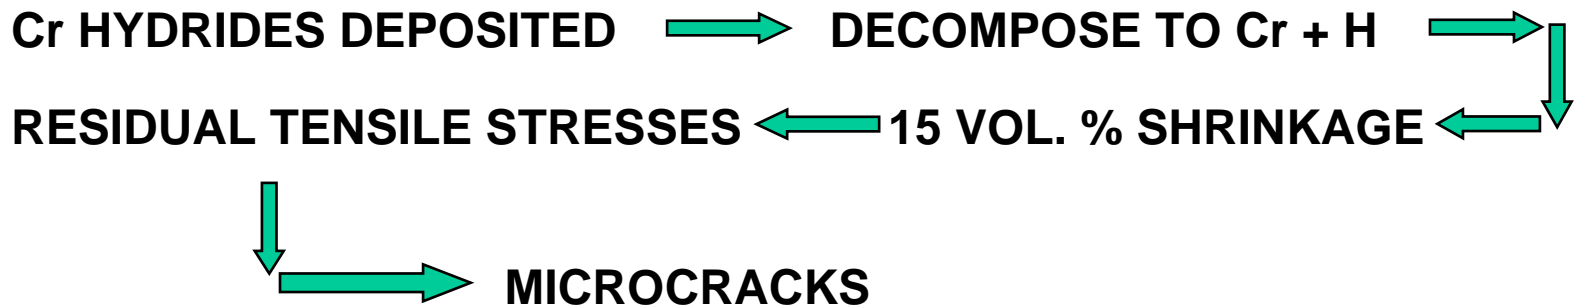 Cr HYDRIDES DEPOSITED DECOMPOSE TO Cr + H
RESIDUAL TENSILE STRESSES 15 VOL. % SHRINKAGE
MICROCRACKS